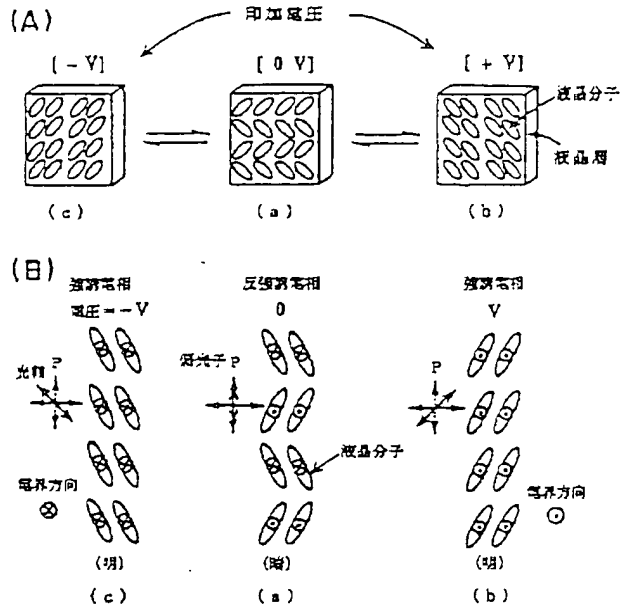 (A)
印加電圧
[-V] [0 V] [+V]
液晶分子
液晶層
(c) (a) (b)
(B)
強誘電相 反強誘電相 強誘電相
電圧=-V 0 V
光軸 P 偏光子 P P
液晶分子
電界方向 電界方向
(明) (暗) (明)
(c) (a) (b)